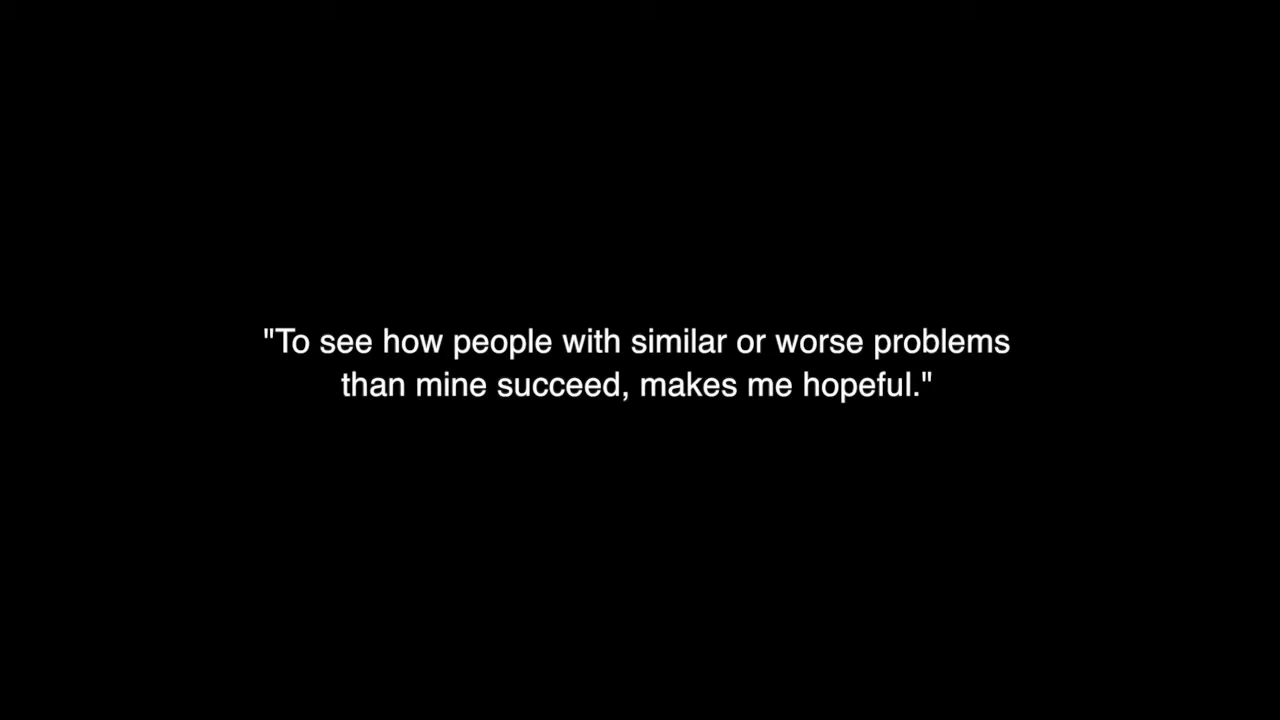 "To see how people with similar or worse problems
than mine succeed, makes me hopeful."